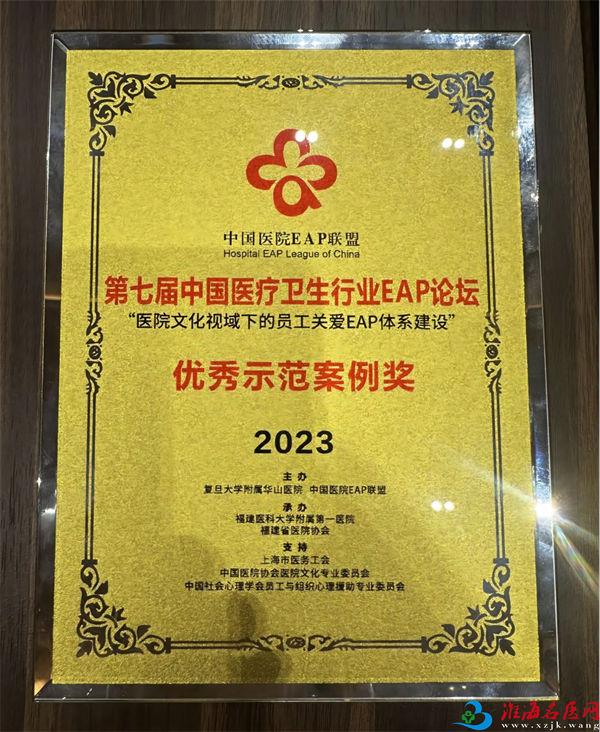 中国医院EAP联盟
Hospital EAP League of China
第七届中国医疗卫生行业EAP论坛
“医院文化视域下的员工关爱EAP体系建设”
优秀示范案例奖
2023
主办
复旦大学附属华山医院 中国医院EAP联盟
承办
福建医科大学附属第一医院
福建省医院协会
支持
上海市医务工会
中国医院协会医院文化专业委员会
中国社会心理学会员工与组织心理援助专业委员会
淮海名医网
www.xzjk.wang